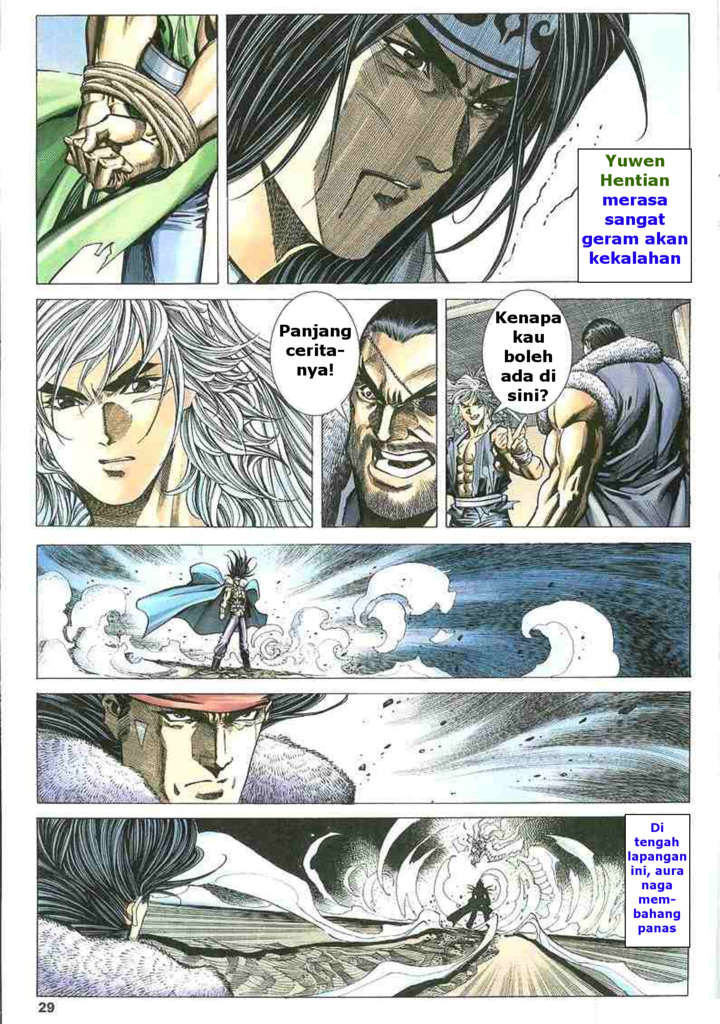 Yuwen
Hentian
merasa
sangat
geram akan
kekalahan
Panjang
cerita-
nya!
Kenapa
kau
boleh
ada di
sini?
Di
tengah
lapangan
ini, aura
naga
mem-
bahang
panas
29